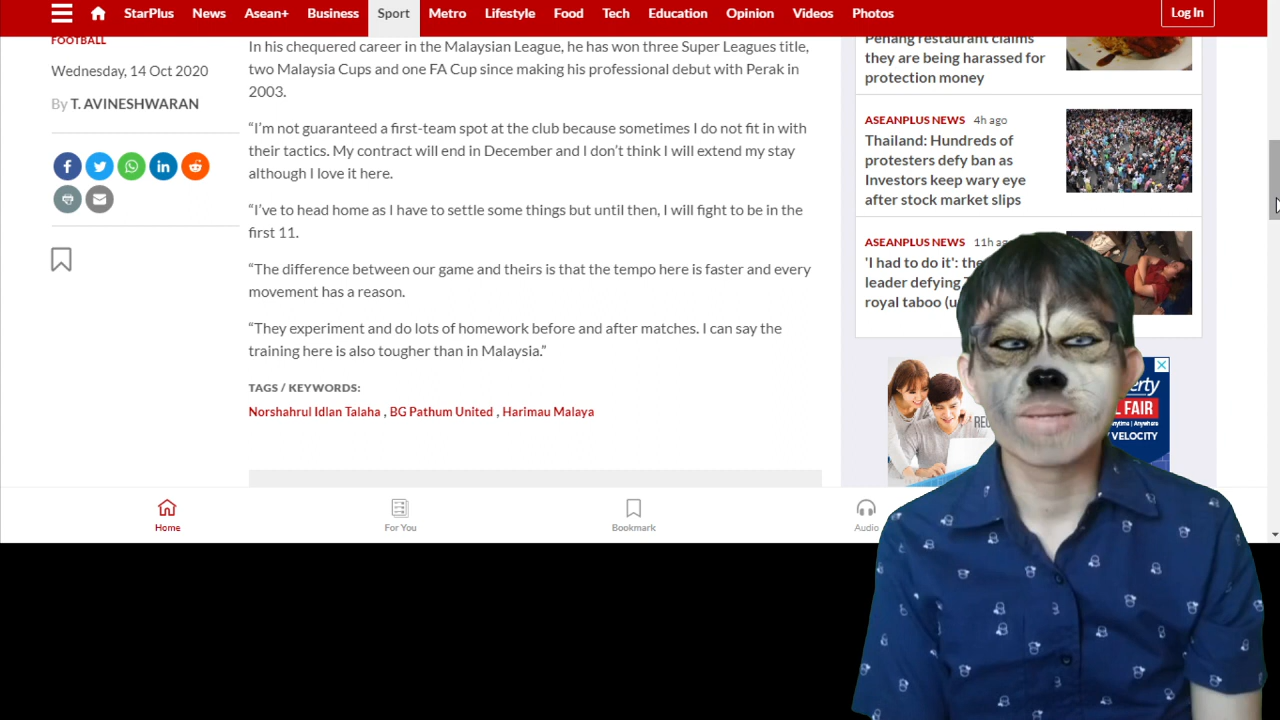 StarPlus News Asean+ Business Sport Metro Lifestyle Food Tech Education Opinion Videos Photos Log In
FOOTBALL
Wednesday, 14 Oct 2020
By T. AVINESHWARAN
In his chequered career in the Malaysian League, he has won three Super Leagues title,
two Malaysia Cups and one FA Cup since making his professional debut with Perak in
2003.
“I’m not guaranteed a first-team spot at the club because sometimes I do not fit in with
their tactics. My contract will end in December and I don’t think I will extend my stay
although I love it here.
“I’ve to head home as I have to settle some things but until then, I will fight to be in the
first 11.
“The difference between our game and theirs is that the tempo here is faster and every
movement has a reason.
“They experiment and do lots of homework before and after matches. I can say the
training here is also tougher than in Malaysia.”
TAGS / KEYWORDS:
Norshahrul Idlan Talaha , BG Pathum United , Harimau Malaya
Penang restaurant claims
they are being harassed for
protection money
ASEANPLUS NEWS 4h ago
Thailand: Hundreds of
protesters defy ban as
Investors keep wary eye
after stock market slips
ASEANPLUS NEWS 11h
'I had to do it':
leader defying
royal taboo
FAIR
VELOCITY
Home
For You
Bookmark
Audio